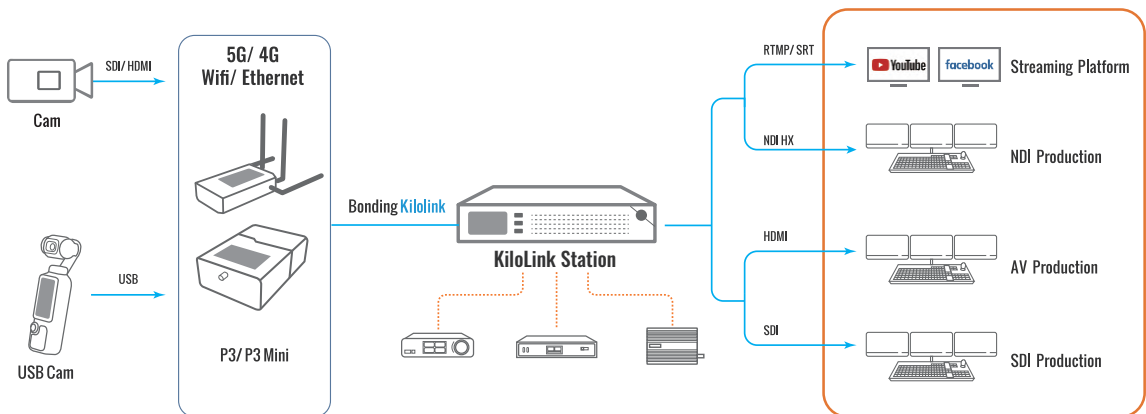 SDI/ HDMI
Cam
USB
USB Cam
5G/ 4G
Wifi/ Ethernet
P3/ P3 Mini
Bonding Kilolink
KiloLink Station
RTMP/ SRT
NDI HX
HDMI
SDI
YouTube
facebook
Streaming Platform
NDI Production
AV Production
SDI Production